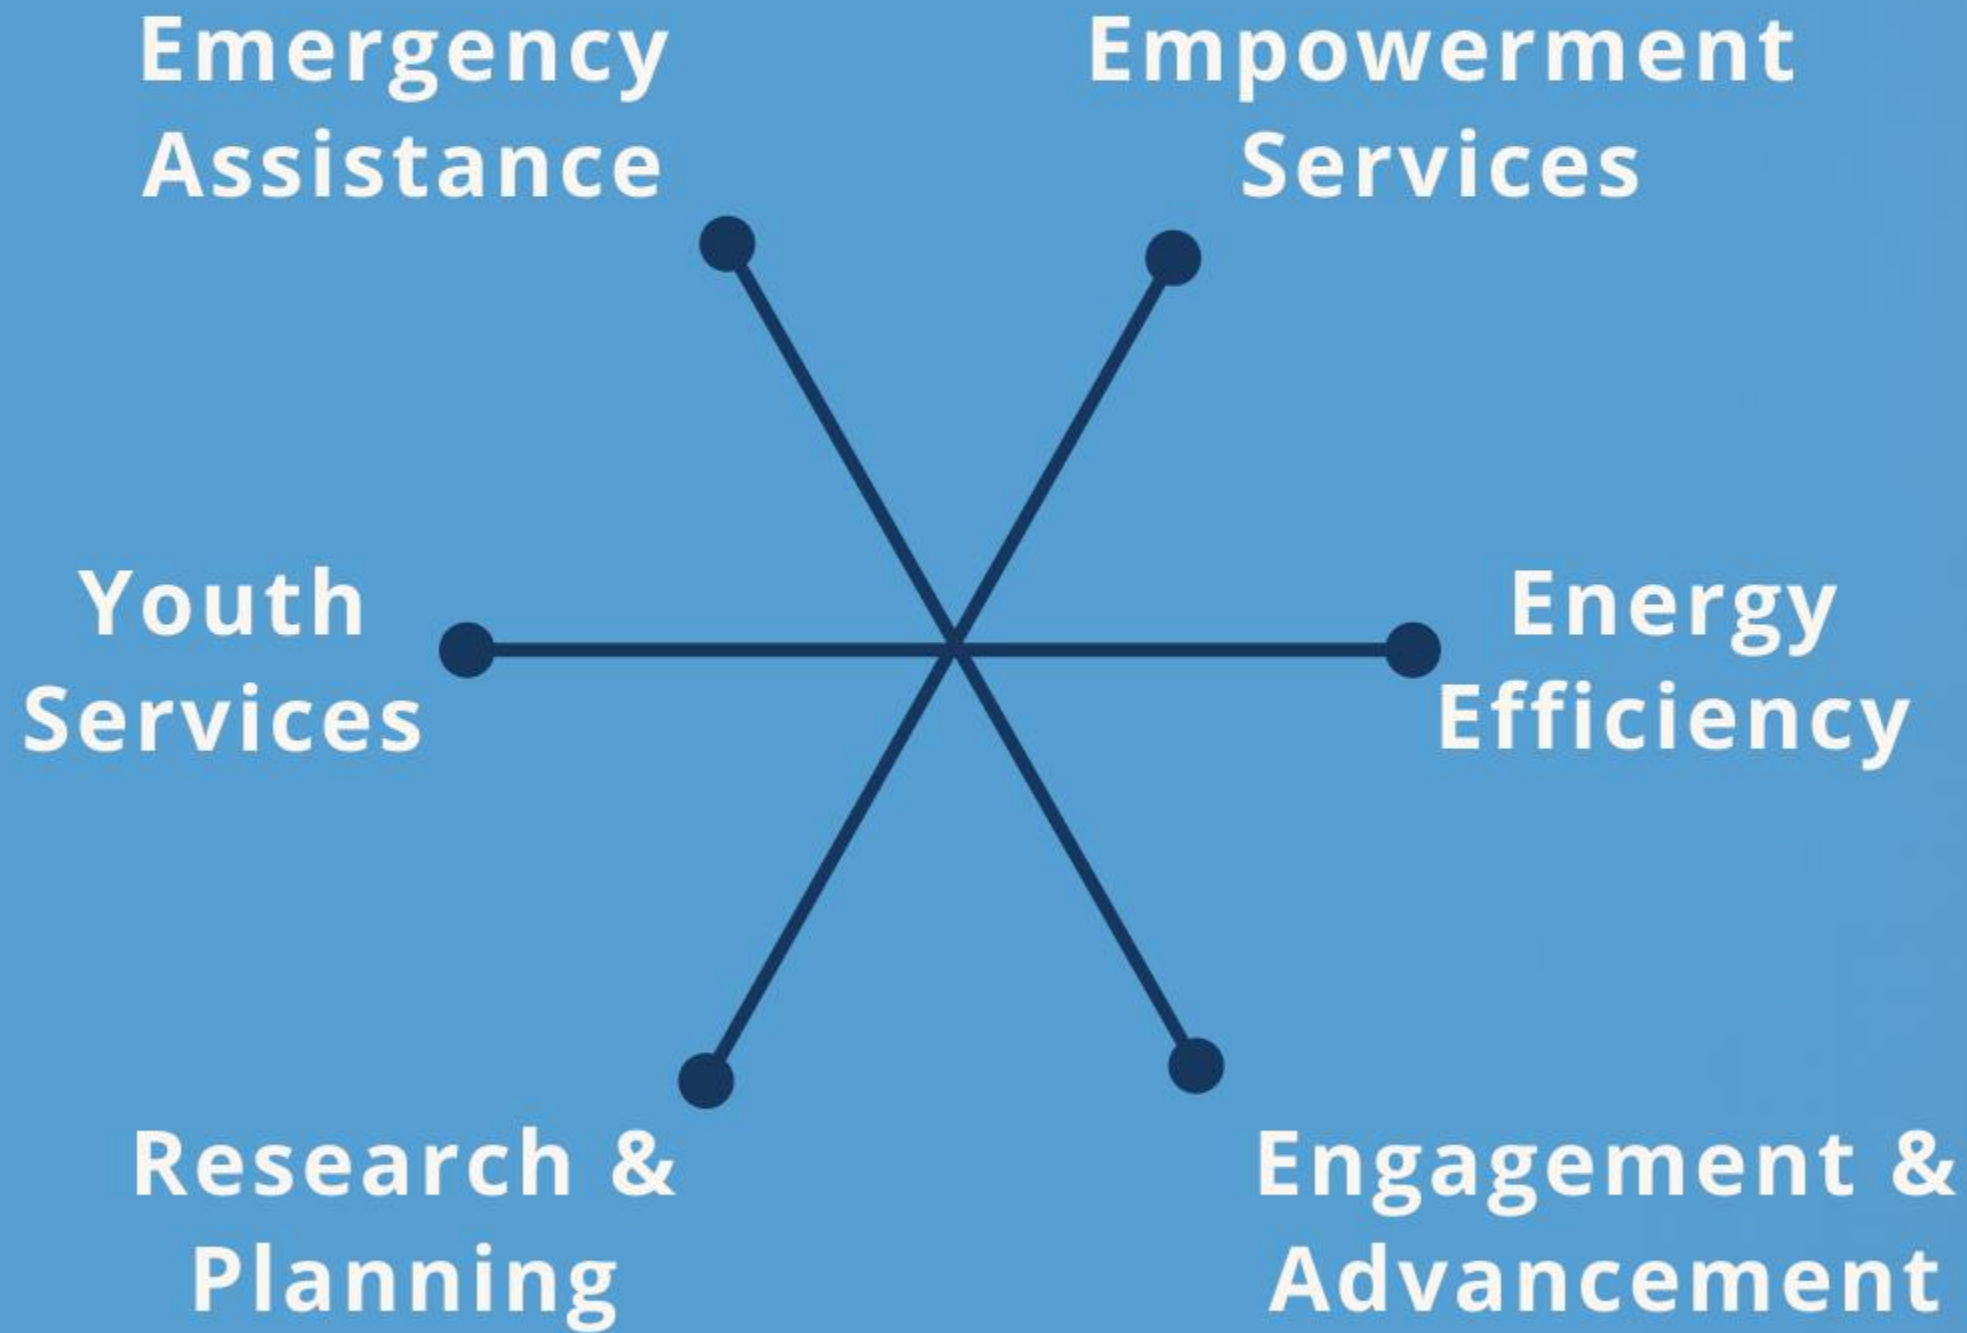 Emergency
Assistance
Empowerment
Services
Youth
Services
Energy
Efficiency
Research &
Planning
Engagement &
Advancement